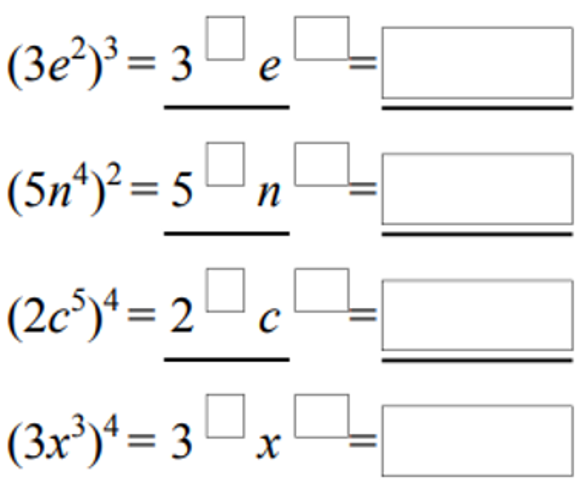 (3e²)³ = 3 □ e □ =
(5n⁴)² = 5 □ n □ =
(2c⁵)⁴ = 2 □ c □ =
(3x³)⁴ = 3 □ x □ =